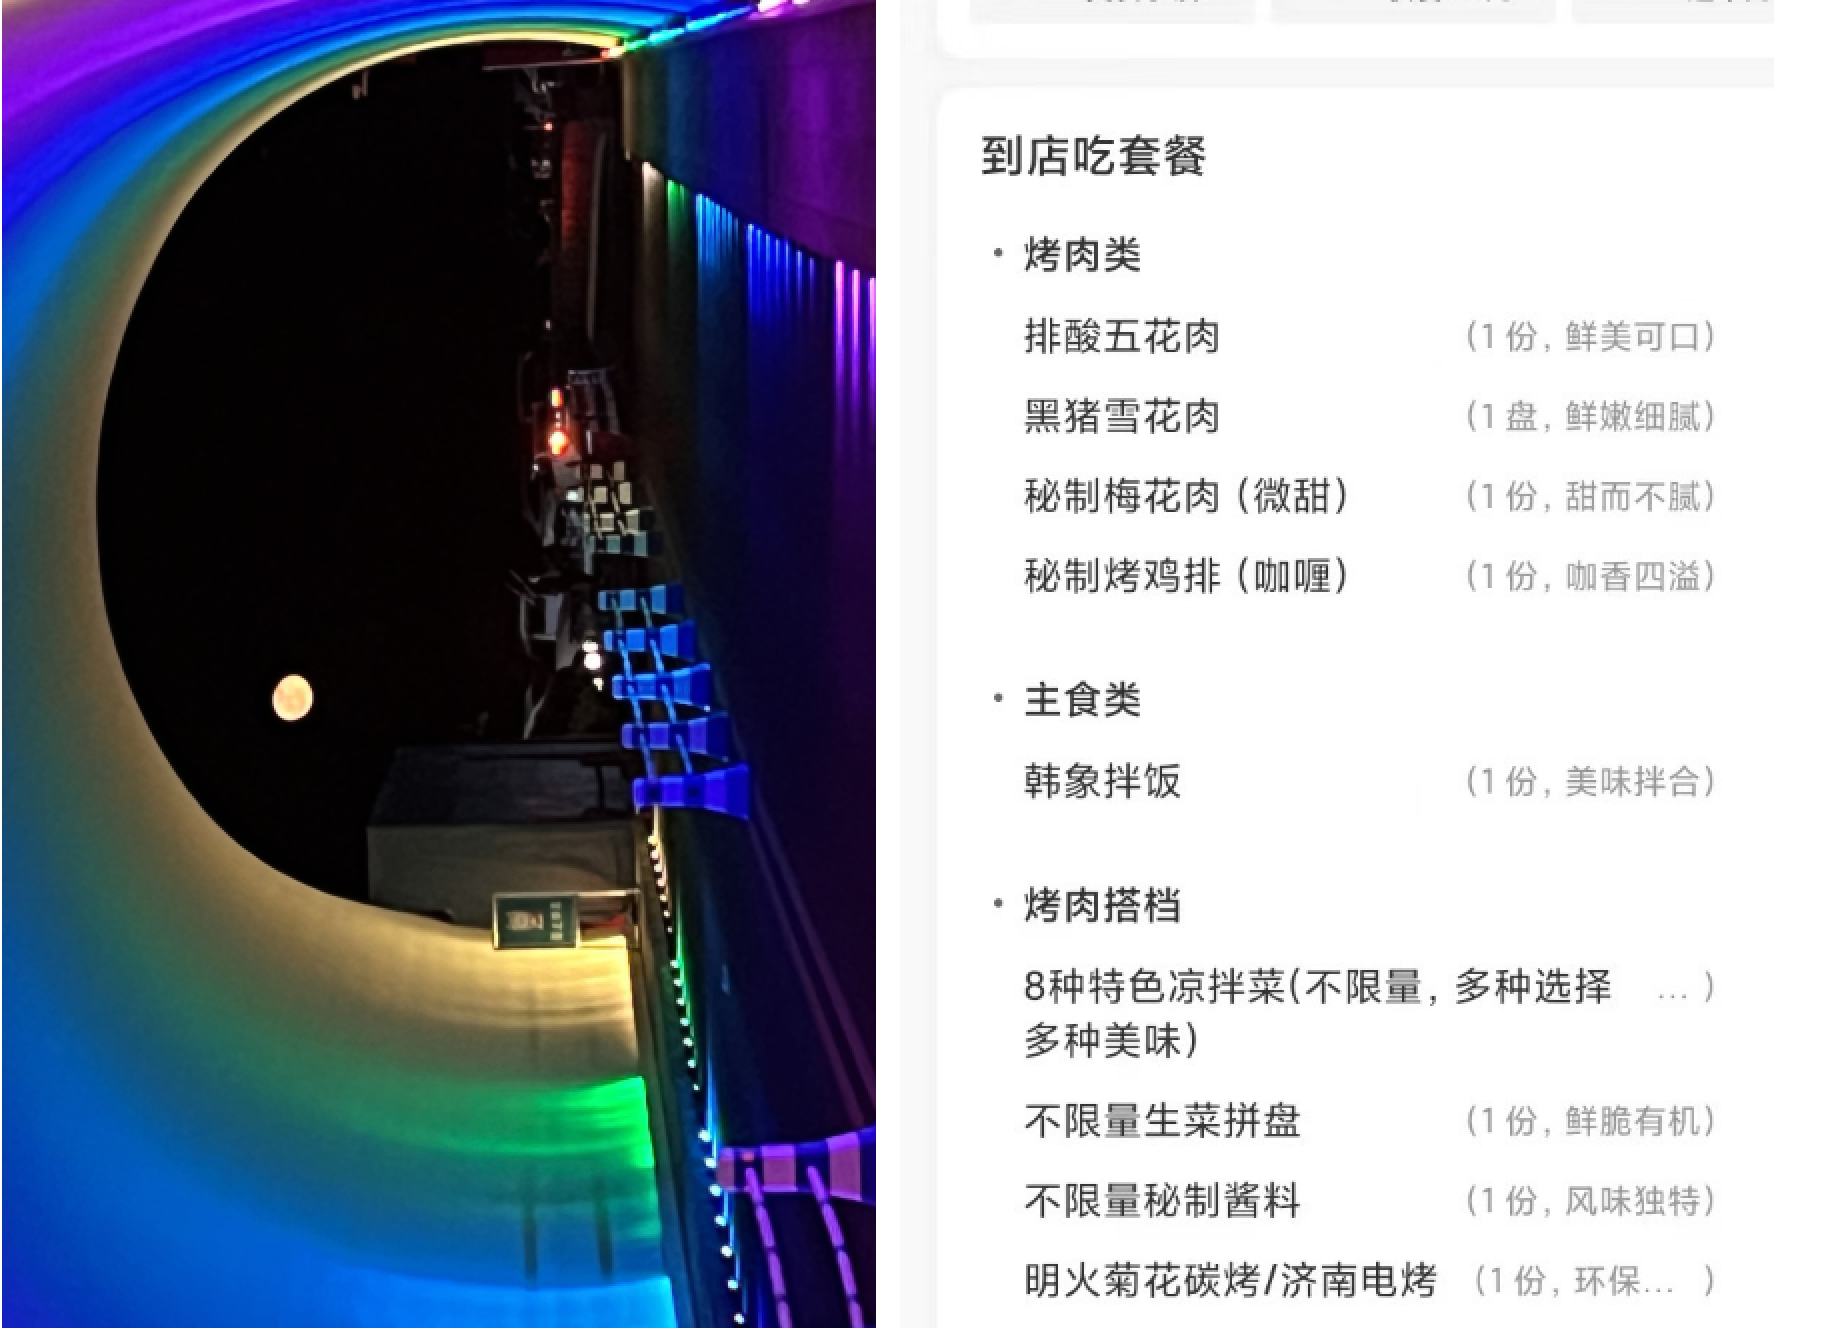 到店吃套餐
• 烤肉类
排酸五花肉 (1份, 鲜美可口)
黑猪雪花肉 (1盘, 鲜嫩细腻)
秘制梅花肉 (微甜) (1份, 甜而不腻)
秘制烤鸡排 (咖喱) (1份, 咖香四溢)
• 主食类
韩象拌饭 (1份, 美味拌合)
• 烤肉搭档
8种特色凉拌菜(不限量, 多种选择 ... )
多种美味)
不限量生菜拼盘 (1份, 鲜脆有机)
不限量秘制酱料 (1份, 风味独特)
明火菊花碳烤/济南电烤 (1份, 环保... )